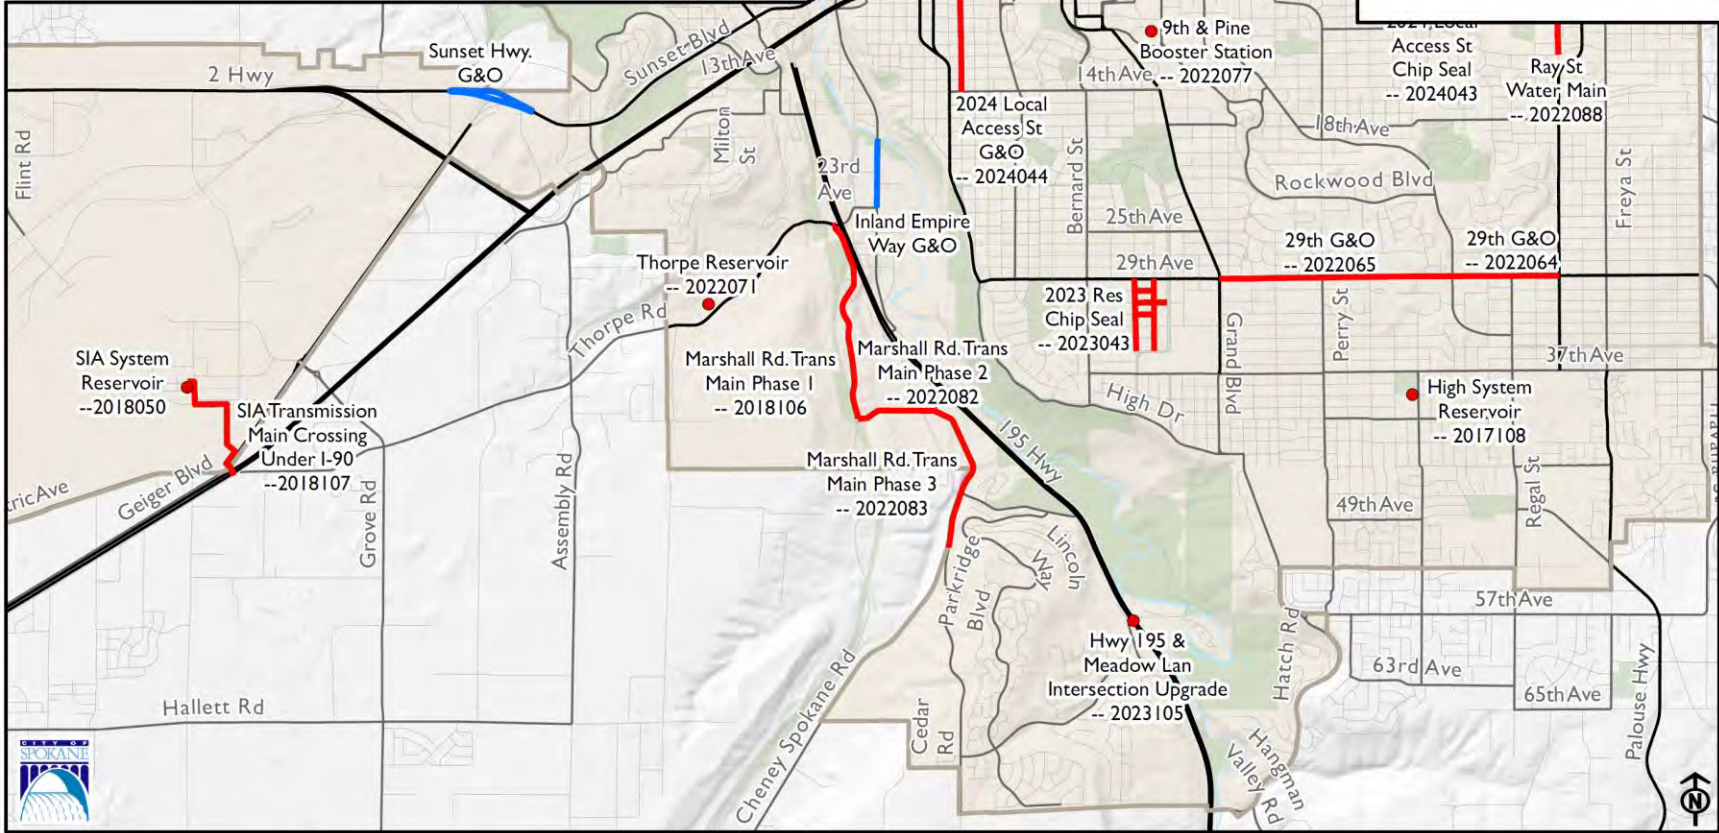 Sunset Hwy.
G&O
2 Hwy
Flint Rd
Sunset Blvd
13th Ave
Milton
St
23rd
Ave
Inland Empire
Way G&O
9th & Pine
Booster Station
-- 2022077
14th Ave
2024 Local
Access St
G&O
-- 2024044
Bernard St
Access St
Chip Seal
-- 2024043
Ray St
Water Main
-- 2022088
18th Ave
Rockwood Blvd
Freya St
25th Ave
29th Ave
29th G&O
-- 2022065
29th G&O
-- 2022064
Thorpe Reservoir
-- 2022071
Thorpe Rd
2023 Res
Chip Seal
-- 2023043
Grand Blvd
Perry St
37th Ave
SIA System
Reservoir
--2018050
SIA Transmission
Main Crossing
Under I-90
--2018107
Marshall Rd. Trans
Main Phase 1
-- 2018106
Marshall Rd. Trans
Main Phase 2
-- 2022082
High Dr
High System
Reservoir
-- 2017108
195 Hwy
Marshall Rd. Trans
Main Phase 3
-- 2022083
tric Ave
Geiger Blvd
Grove Rd
Assembly Rd
49th Ave
Regal St
Lincoln
Way
Parkridge
Blvd
57th Ave
Hwy 195 &
Meadow Lan
Intersection Upgrade
-- 2023105
Hatch Rd
63rd Ave
65th Ave
Palouse Hwy
Hallett Rd
Cheney Spokane Rd
Cedar
Rd
Hangman
Valley Rd
CITY OF
SPOKANE
N